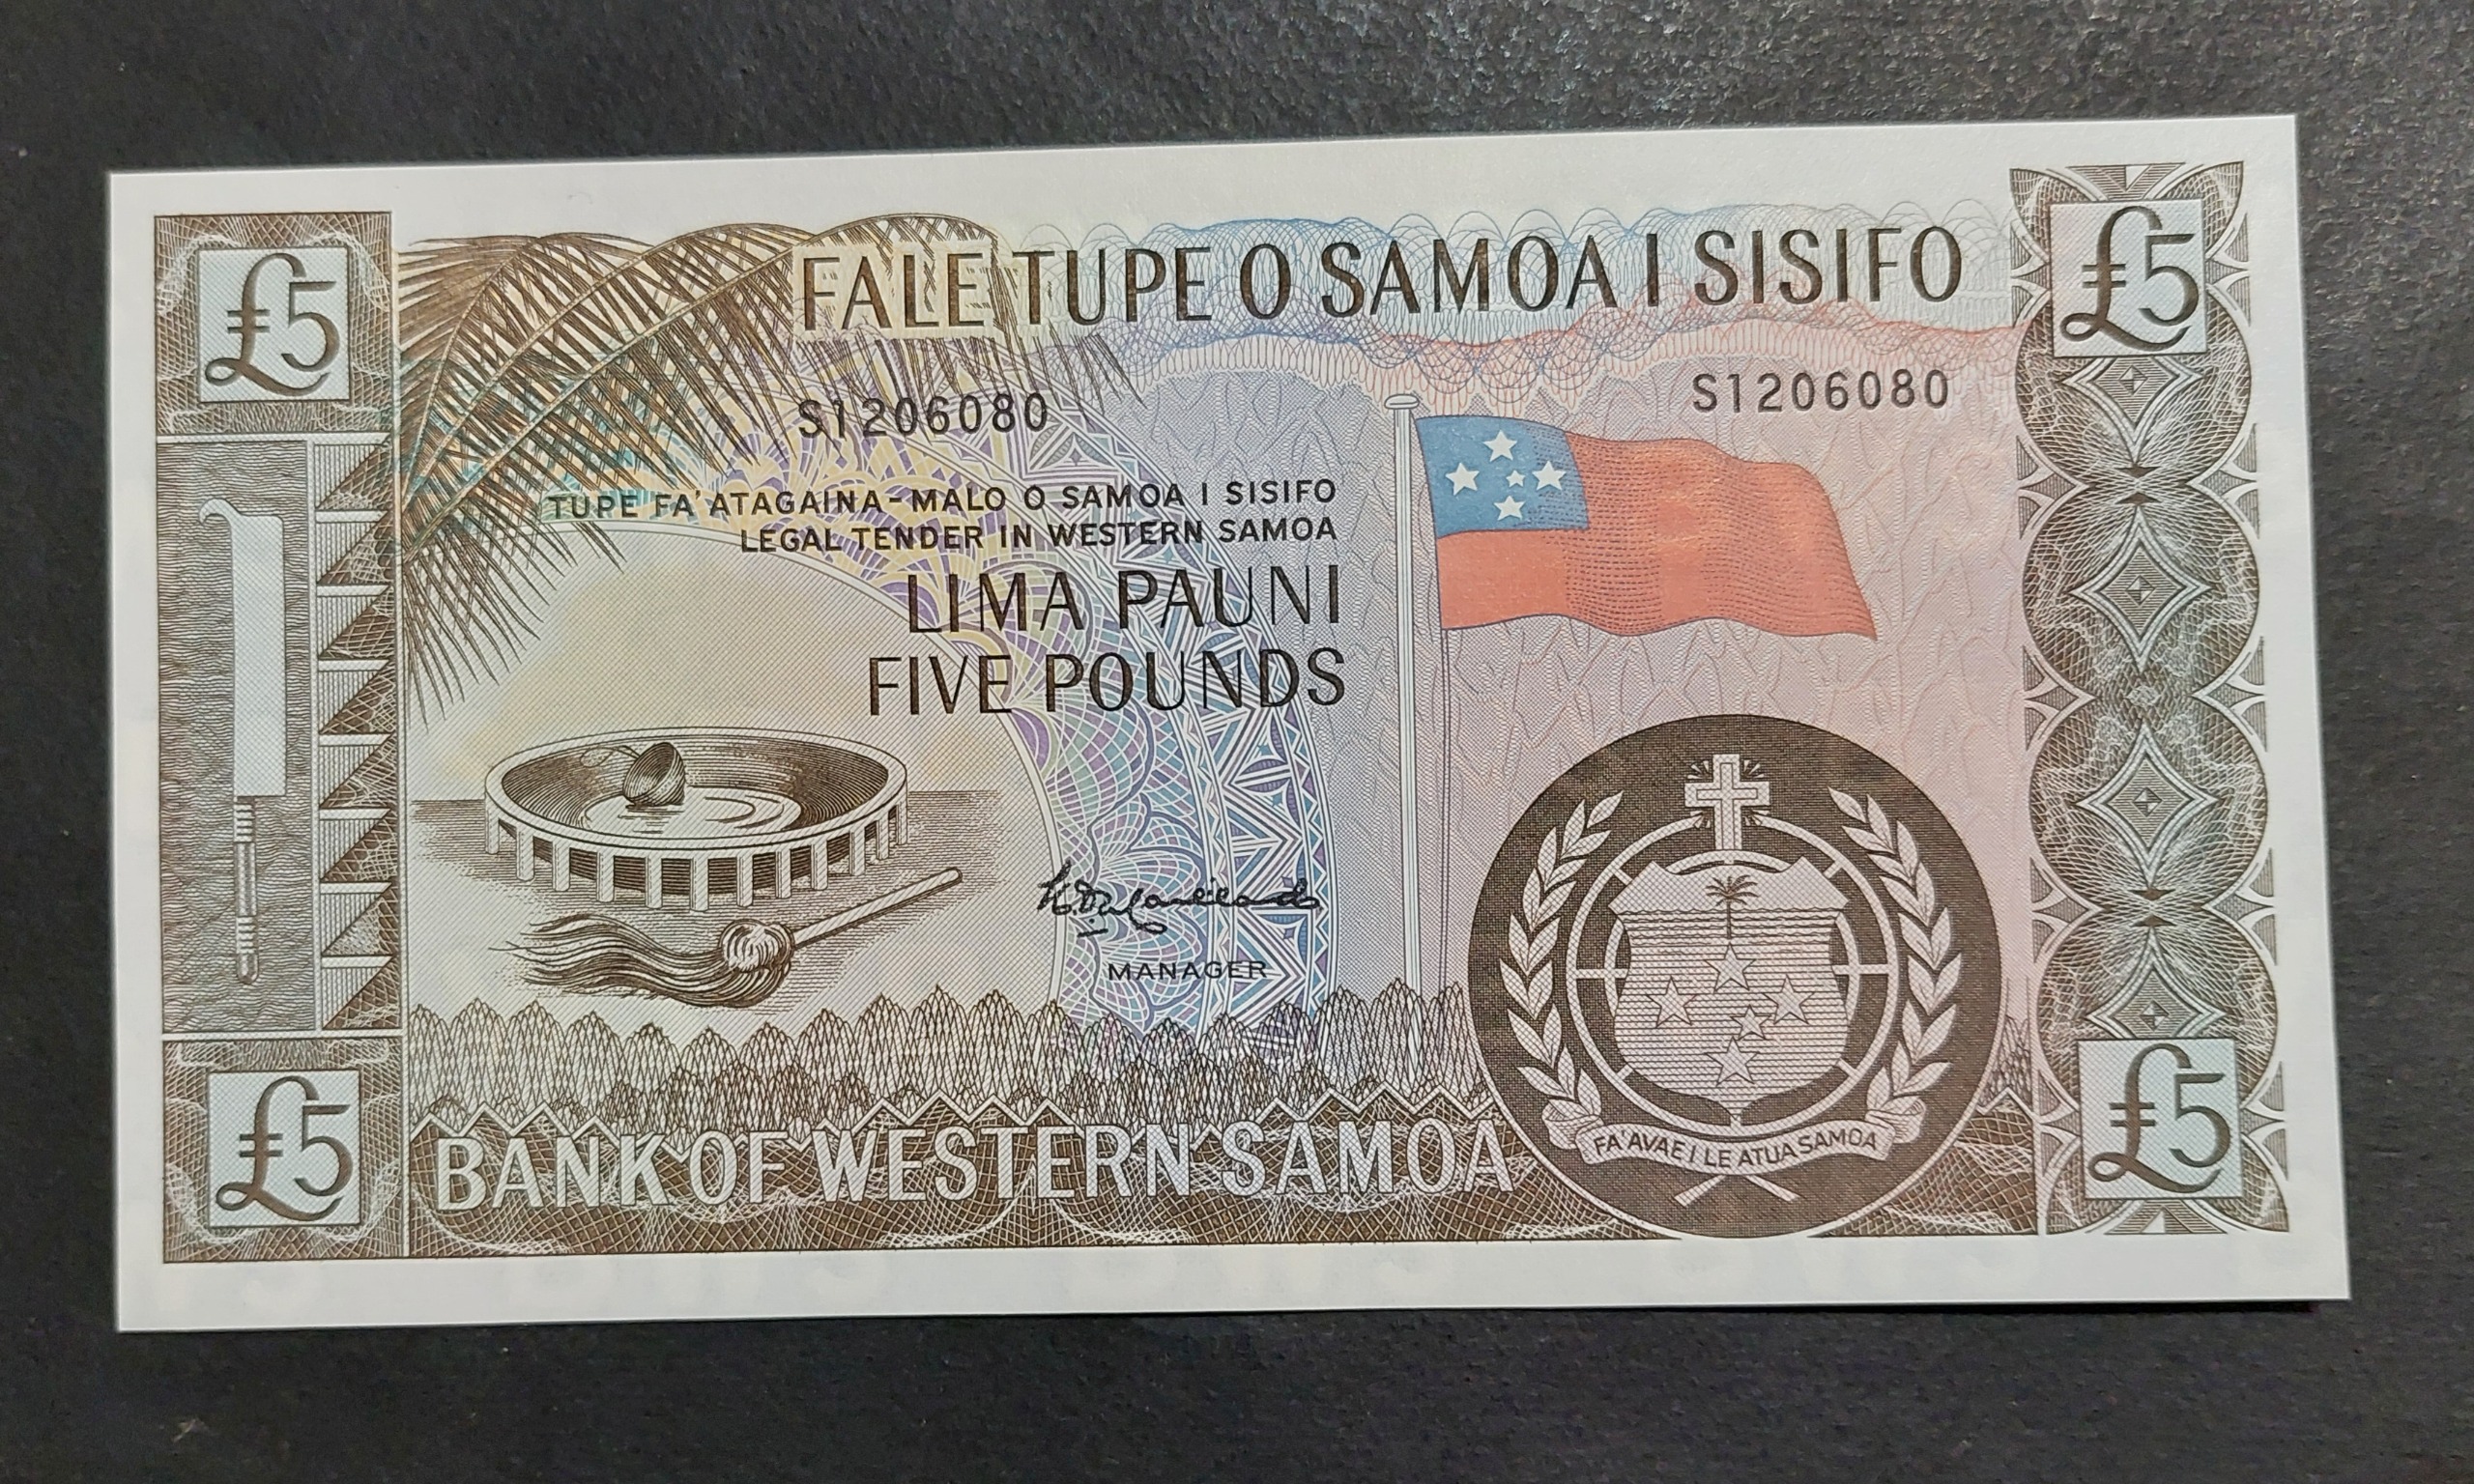 £5
FALE TUPE O SAMOA I SISIFO
£5
S1206080
S1206080
TUPE FA'ATAGAINA-MALO O SAMOA I SISIFO
LEGAL TENDER IN WESTERN SAMOA
LIMA PAUNI
FIVE POUNDS
MANAGER
£5
BANK OF WESTERN SAMOA
FA'AVAE I LE ATUA SAMOA
£5